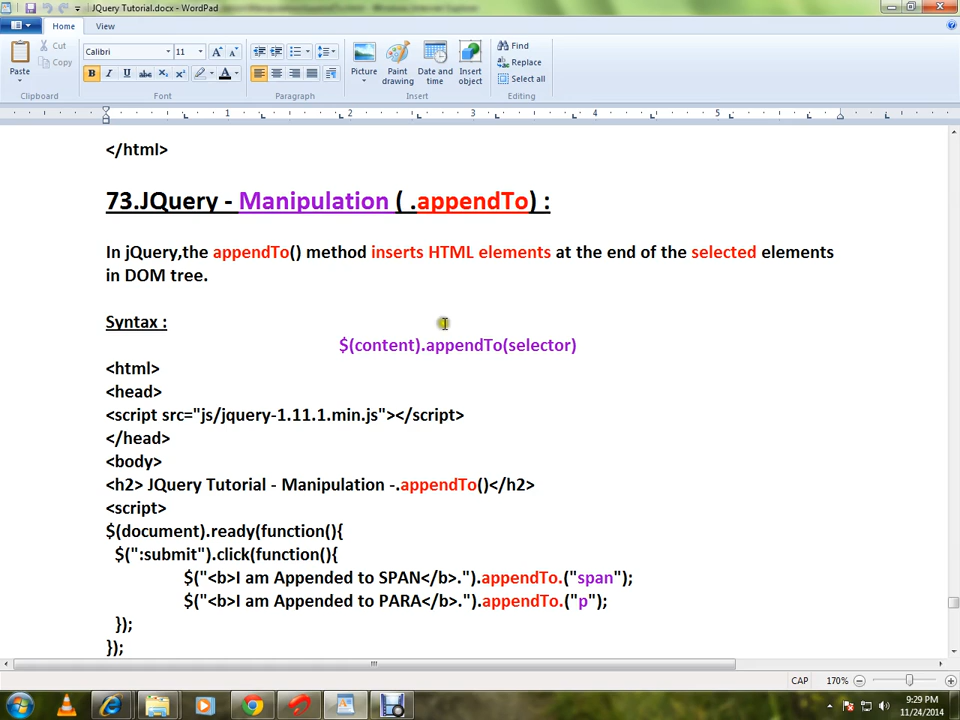 JQuery Tutorial.docx - WordPad
Home View
Cut
Copy
Paste
Clipboard
Calibri 11
Font
Paragraph
Picture
Paint drawing
Date and time
Insert object
Insert
Find
Replace
Select all
Editing
1 2 3 4 5
</html>
73.JQuery - Manipulation ( .appendTo) :
In jQuery,the appendTo() method inserts HTML elements at the end of the selected elements
in DOM tree.
Syntax :
$(content).appendTo(selector)
<html>
<head>
<script src="js/jquery-1.11.1.min.js"></script>
</head>
<body>
<h2> JQuery Tutorial - Manipulation -.appendTo()</h2>
<script>
$(document).ready(function(){
$(":submit").click(function(){
$("<b>I am Appended to SPAN</b>.").appendTo.("span");
$("<b>I am Appended to PARA</b>.").appendTo.("p");
});
});
CAP 170%
9:29 PM
11/24/2014